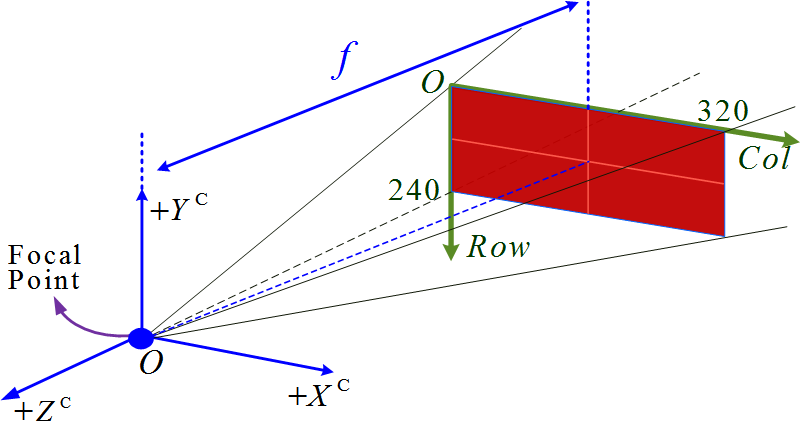 f
O
320
Col
240
Row
+Y^C
Focal
Point
O
+X^C
+Z^C